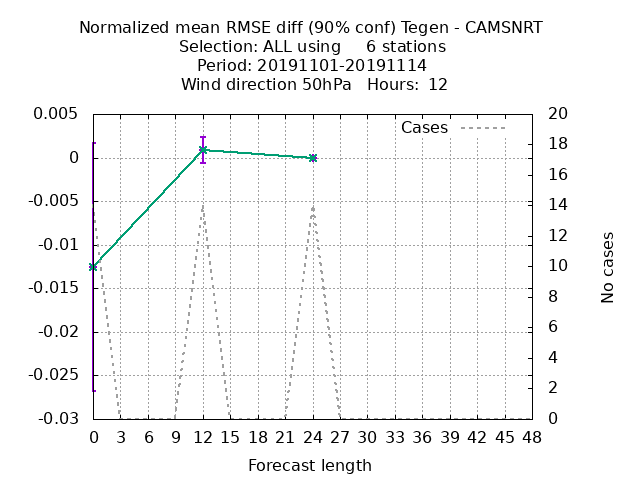 Normalized mean RMSE diff (90% conf) Tegen - CAMSNRT
Selection: ALL using     6 stations
Period: 20191101-20191114
Wind direction 50hPa   Hours:  12
0.005
0
-0.005
-0.01
-0.015
-0.02
-0.025
-0.03
Cases
20
18
16
14
12
10
8
6
4
2
0
No cases
0 3 6 9 12 15 18 21 24 27 30 33 36 39 42 45 48
Forecast length